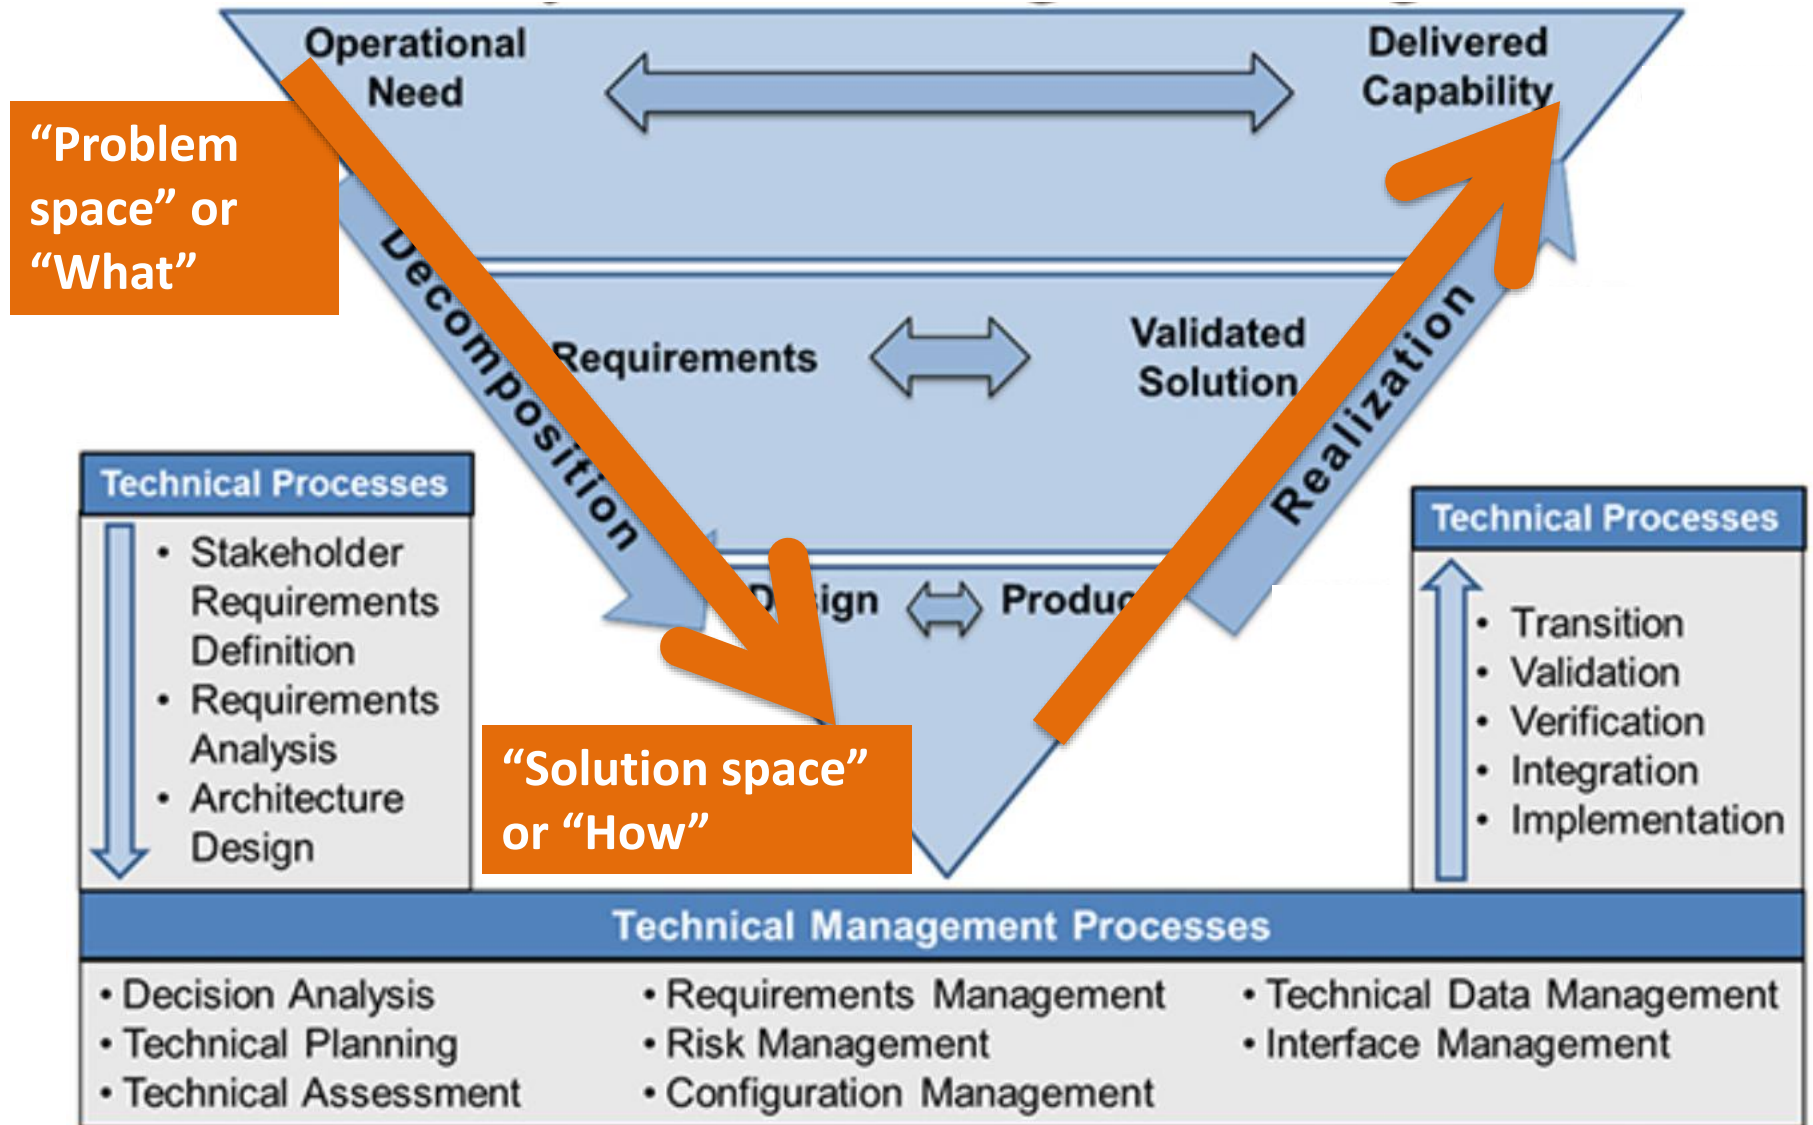 Operational
Need
Delivered
Capability
“Problem
space” or
“What”
Decomposition
Requirements
Validated
Solution
Realization
Technical Processes
• Stakeholder
Requirements
Definition
• Requirements
Analysis
• Architecture
Design
“Solution space”
or “How”
Technical Processes
• Transition
• Validation
• Verification
• Integration
• Implementation
Technical Management Processes
• Decision Analysis
• Technical Planning
• Technical Assessment
• Requirements Management
• Risk Management
• Configuration Management
• Technical Data Management
• Interface Management